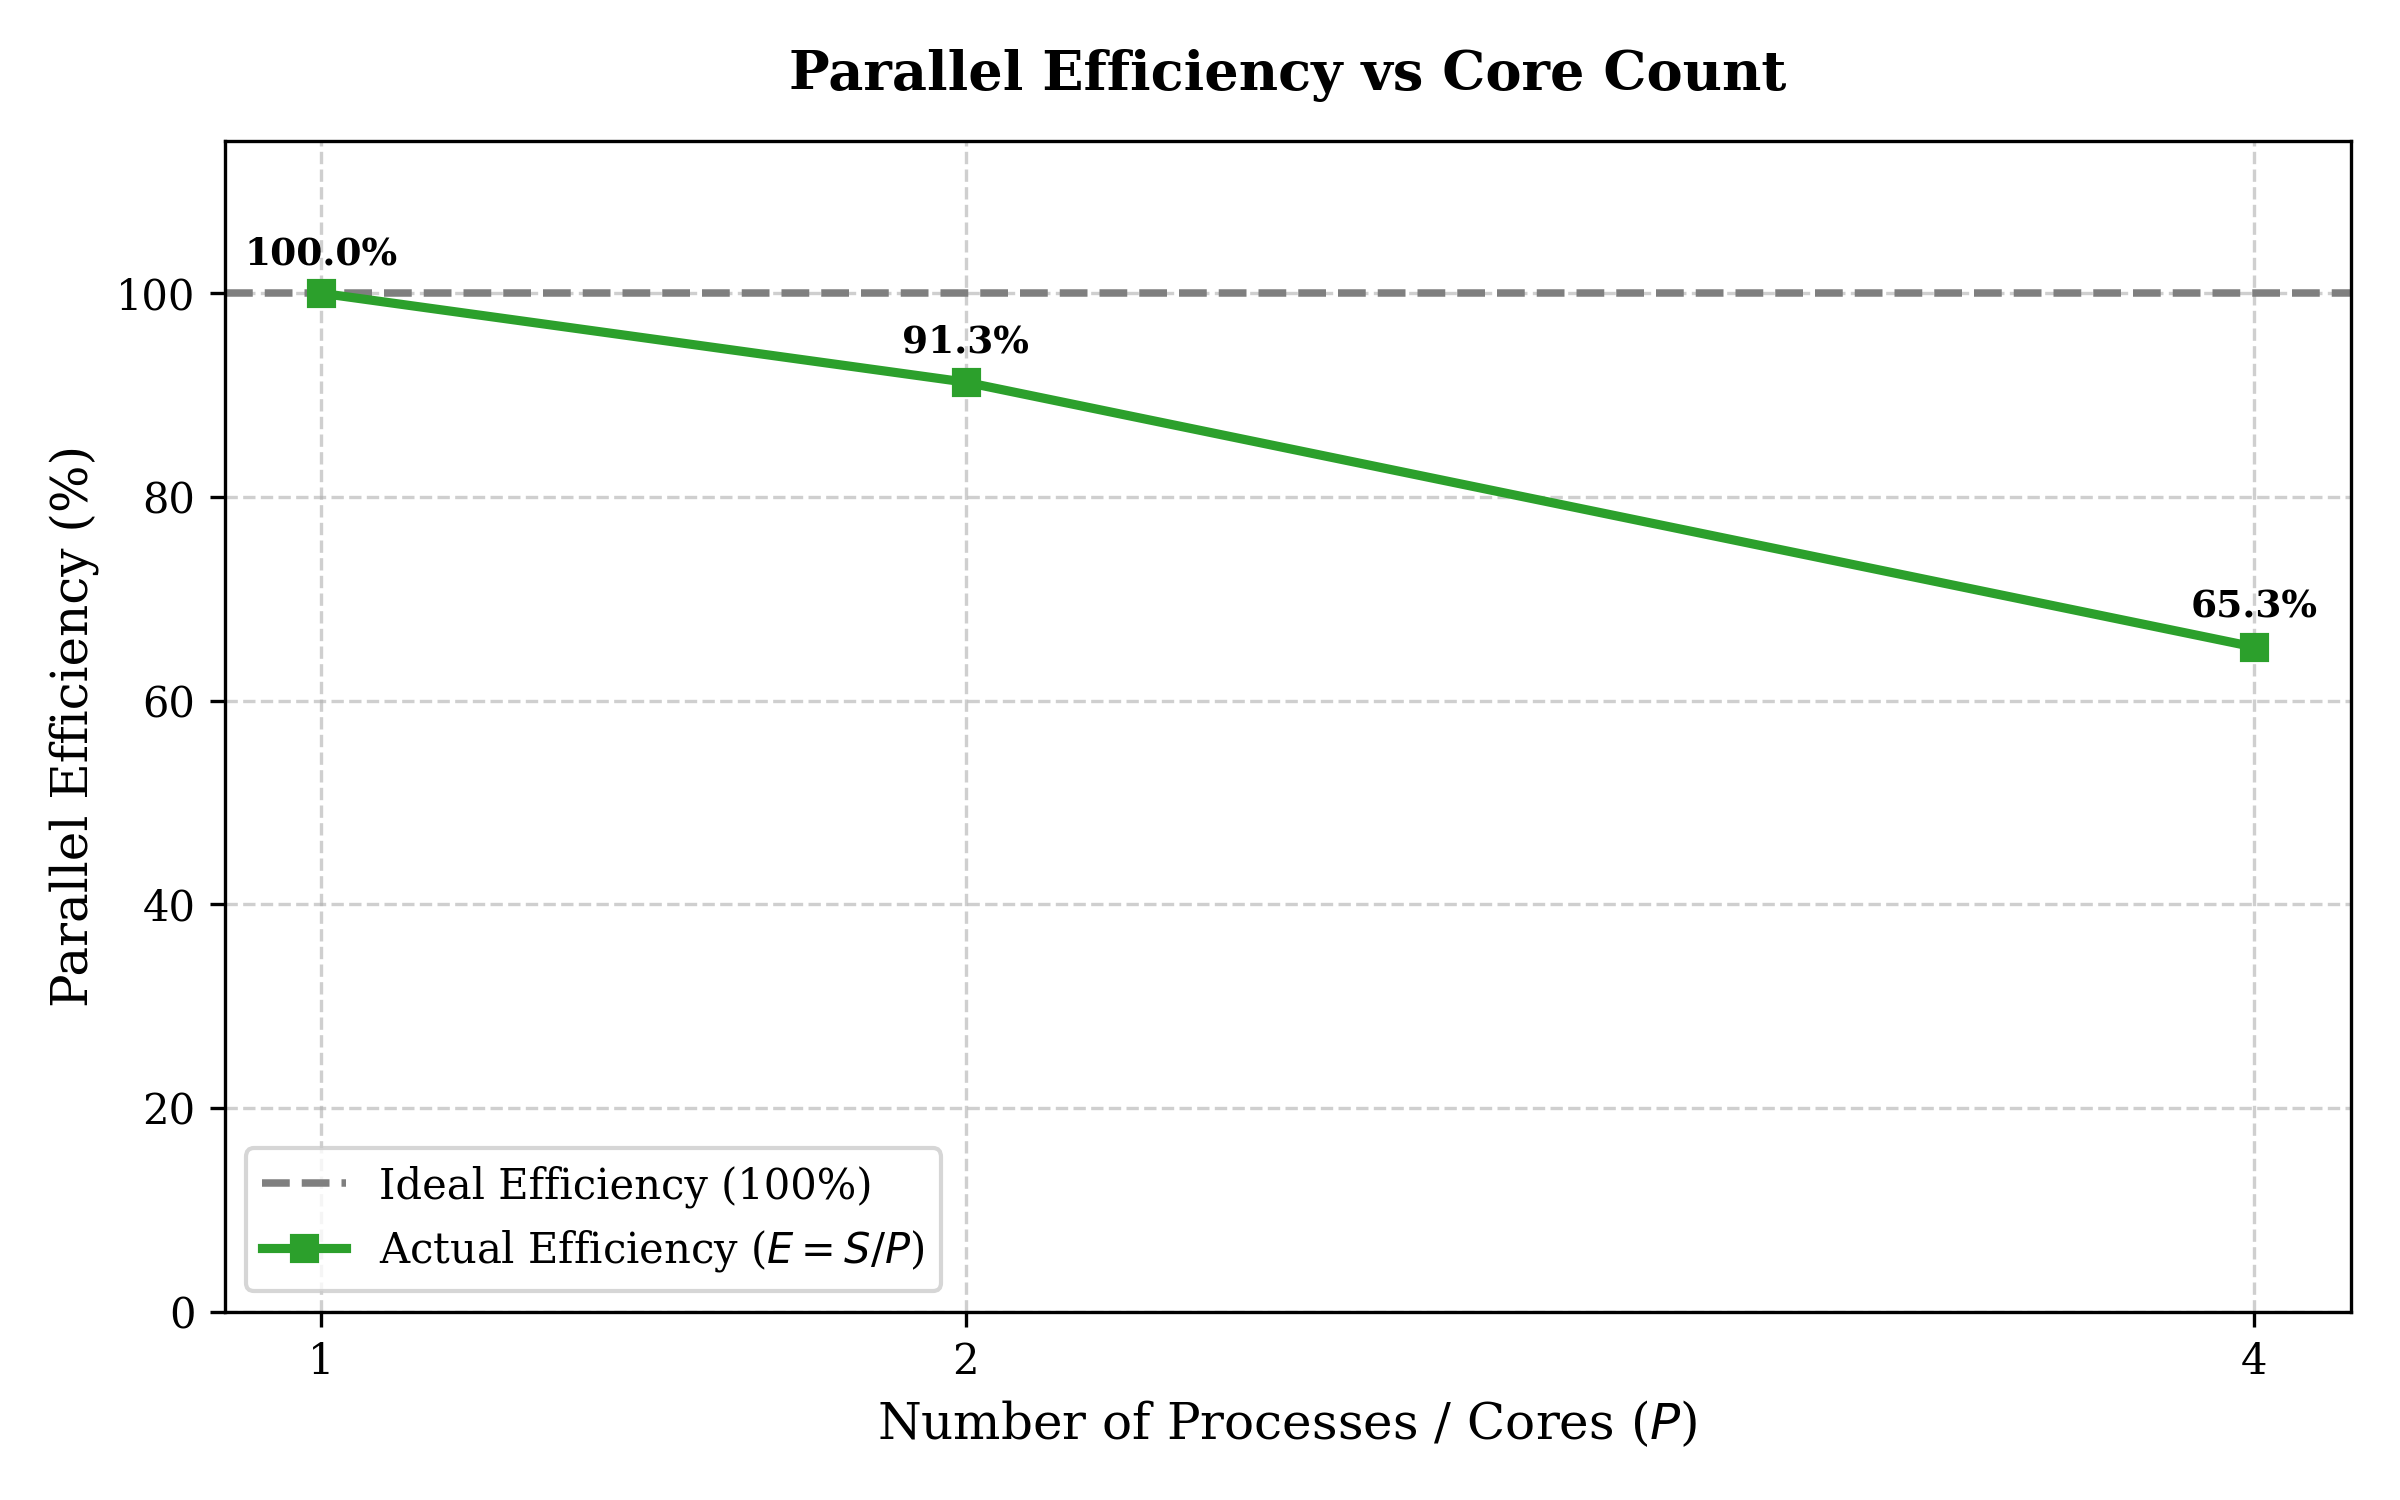 Parallel Efficiency vs Core Count
100.0%
91.3%
65.3%
100
80
60
40
20
0
Parallel Efficiency (%)
Ideal Efficiency (100%)
Actual Efficiency (E = S/P)
1
2
4
Number of Processes / Cores (P)